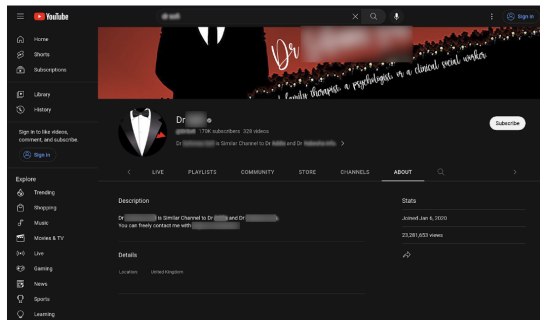 YouTube
Sign in
Home
Shorts
Subscriptions
Library
History
Sign in to like videos,
comment, and subscribe.
Sign in
Explore
Trending
Shopping
Music
Movies & TV
Live
Gaming
News
Sports
Learning
Dr
family therapist, a psychologist, or a clinical social worker.
Dr
170K subscribers 328 videos
Dr is Similar Channel to Dr and Dr
Subscribe
LIVE PLAYLISTS COMMUNITY STORE CHANNELS ABOUT
Description
Dr is Similar Channel to Dr and Dr
You can freely contact me with
Details
Location: United Kingdom
Stats
Joined Jan 6, 2020
23,281,653 views